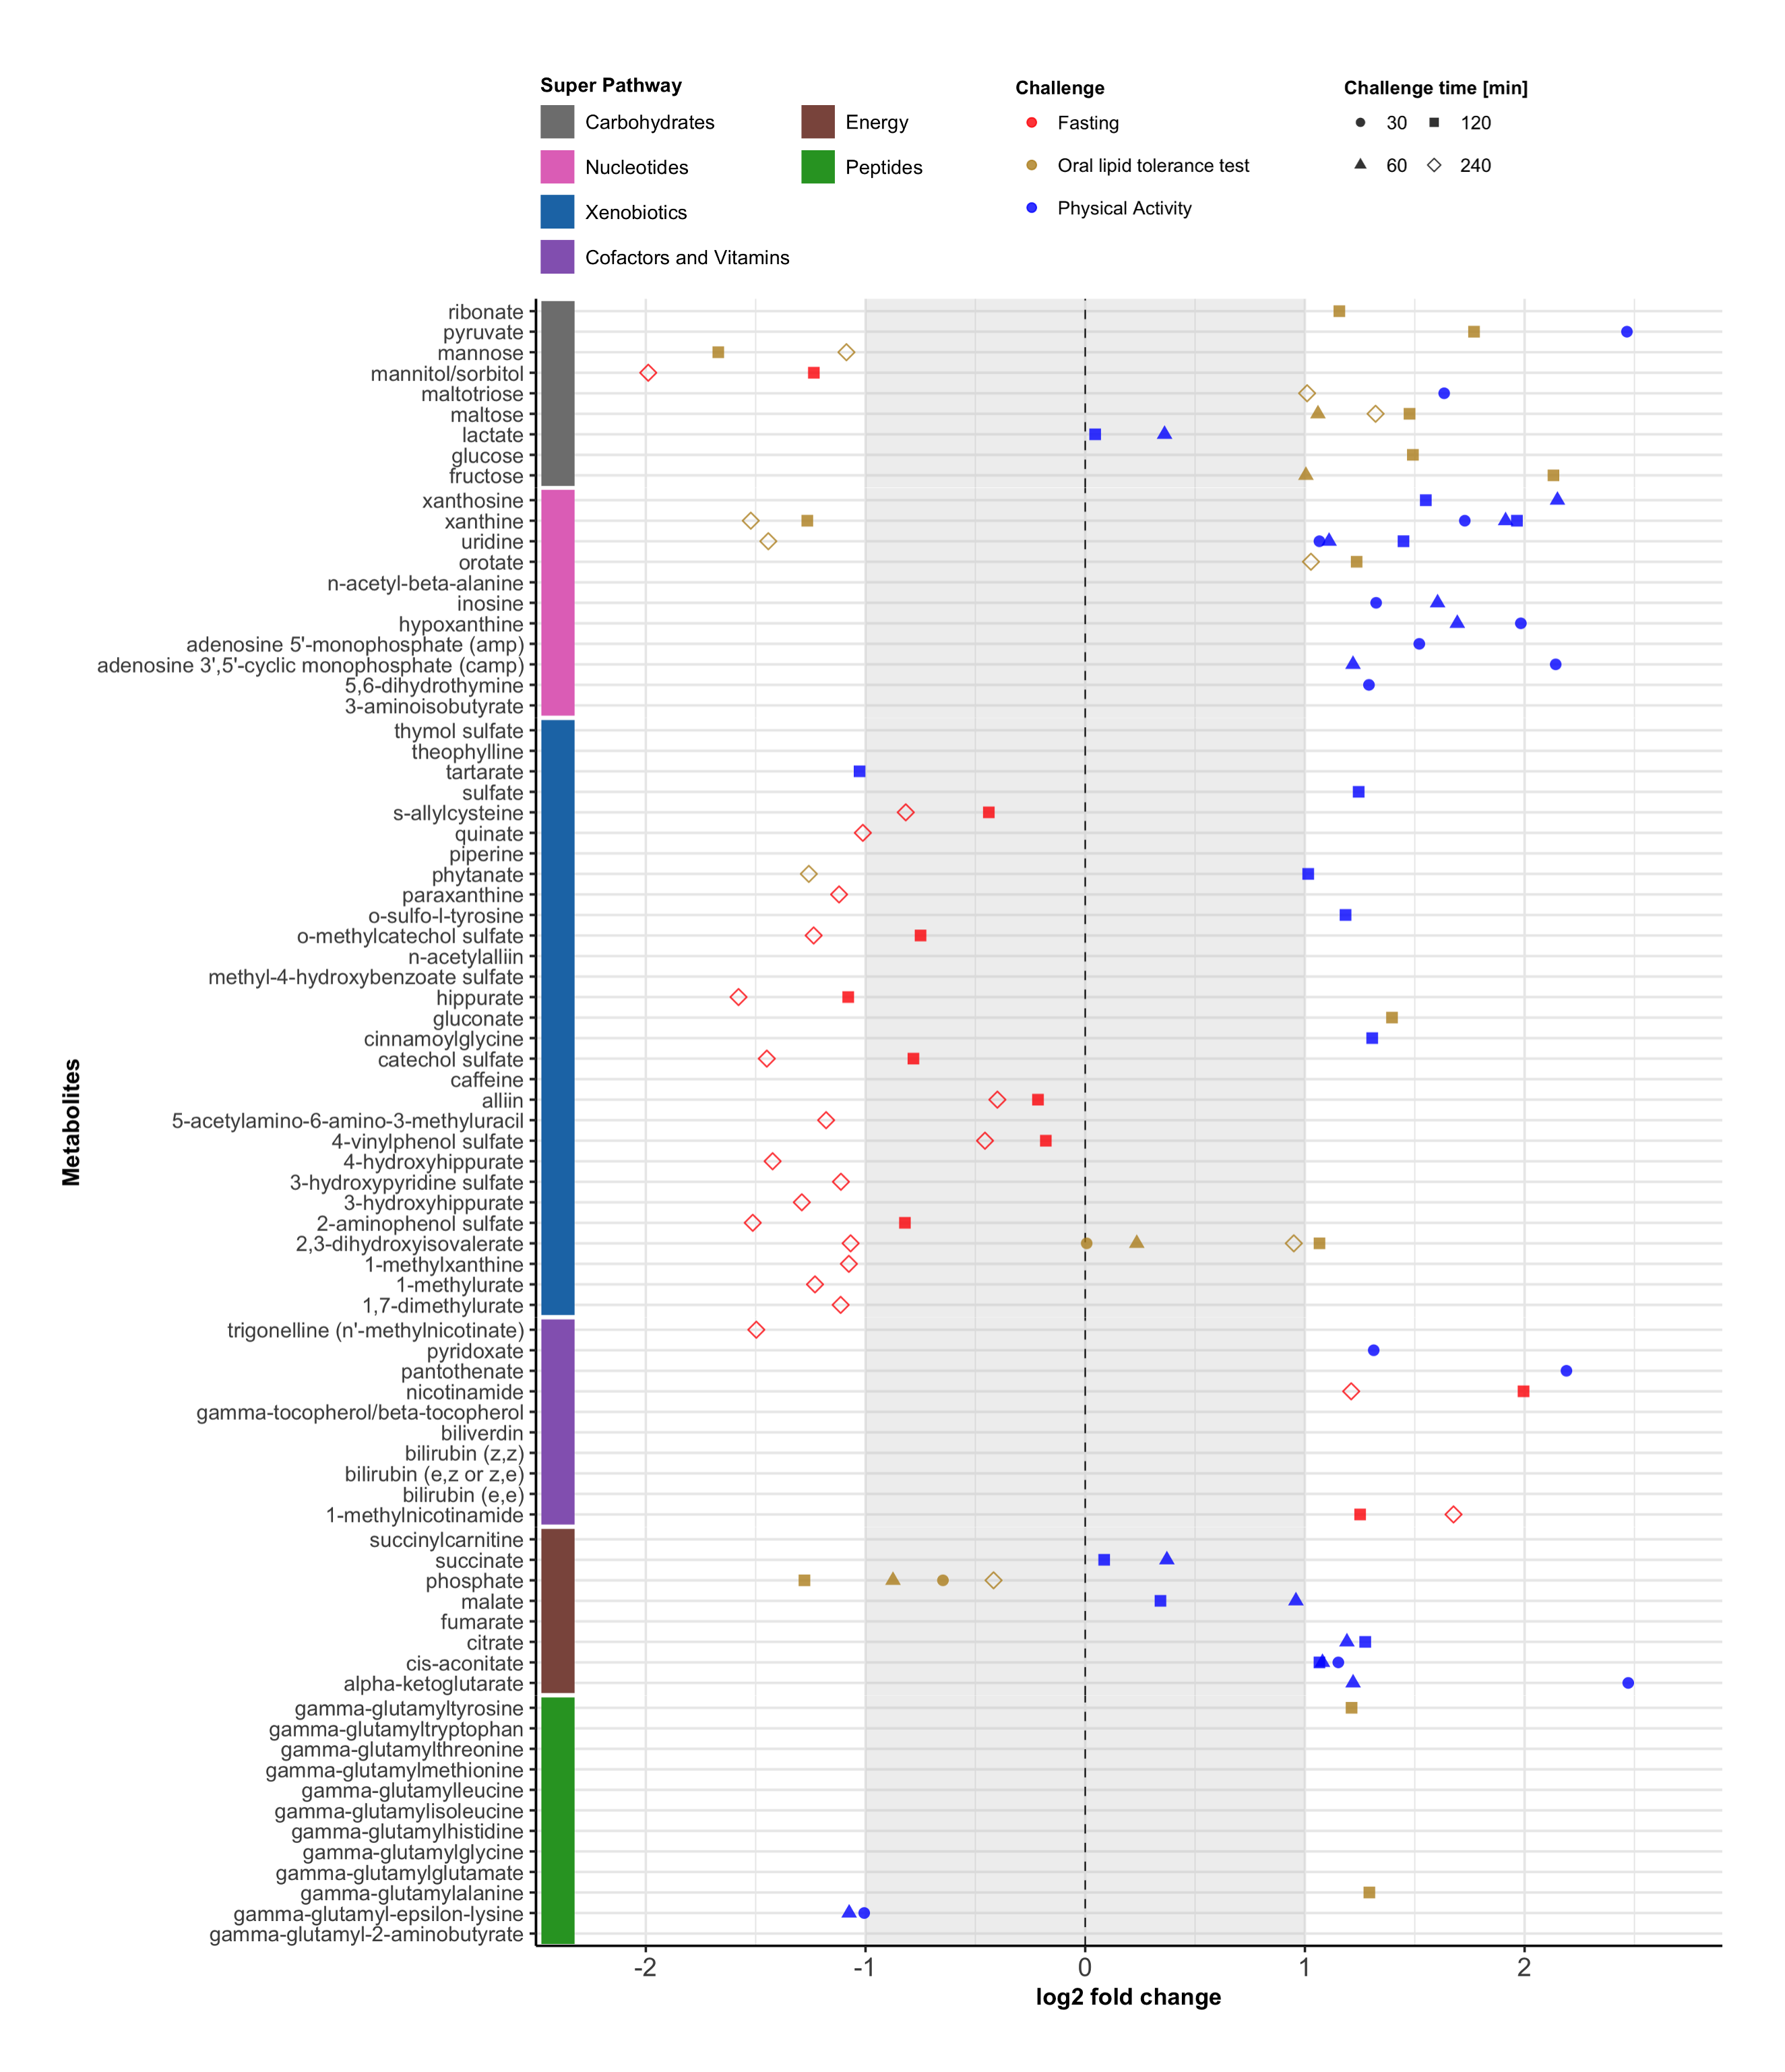 Super Pathway
Carbohydrates
Nucleotides
Xenobiotics
Cofactors and Vitamins
Energy
Peptides
Challenge
Fasting
Oral lipid tolerance test
Physical Activity
Challenge time [min]
30
120
60
240
Metabolites
ribonate
pyruvate
mannose
mannitol/sorbitol
maltotriose
maltose
lactate
glucose
fructose
xanthosine
xanthine
uridine
orotate
n-acetyl-beta-alanine
inosine
hypoxanthine
adenosine 5'-monophosphate (amp)
adenosine 3',5'-cyclic monophosphate (camp)
5,6-dihydrothymine
3-aminoisobutyrate
thymol sulfate
theophylline
tartarate
sulfate
s-allylcysteine
quinate
piperine
phytanate
paraxanthine
o-sulfo-l-tyrosine
o-methylcatechol sulfate
n-acetylalliin
methyl-4-hydroxybenzoate sulfate
hippurate
gluconate
cinnamoylglycine
catechol sulfate
caffeine
alliin
5-acetylamino-6-amino-3-methyluracil
4-vinylphenol sulfate
4-hydroxyhippurate
3-hydroxypyridine sulfate
3-hydroxyhippurate
2-aminophenol sulfate
2,3-dihydroxyisovalerate
1-methylxanthine
1-methylurate
1,7-dimethylurate
trigonelline (n'-methylnicotinate)
pyridoxate
pantothenate
nicotinamide
gamma-tocopherol/beta-tocopherol
biliverdin
bilirubin (z,z)
bilirubin (e,z or z,e)
bilirubin (e,e)
1-methylnicotinamide
succinylcarnitine
succinate
phosphate
malate
fumarate
citrate
cis-aconitate
alpha-ketoglutarate
gamma-glutamyltyrosine
gamma-glutamyltryptophan
gamma-glutamylthreonine
gamma-glutamylmethionine
gamma-glutamylleucine
gamma-glutamylisoleucine
gamma-glutamylhistidine
gamma-glutamylglycine
gamma-glutamylglutamate
gamma-glutamylalanine
gamma-glutamyl-epsilon-lysine
gamma-glutamyl-2-aminobutyrate
-2 -1 0 1 2
log2 fold change